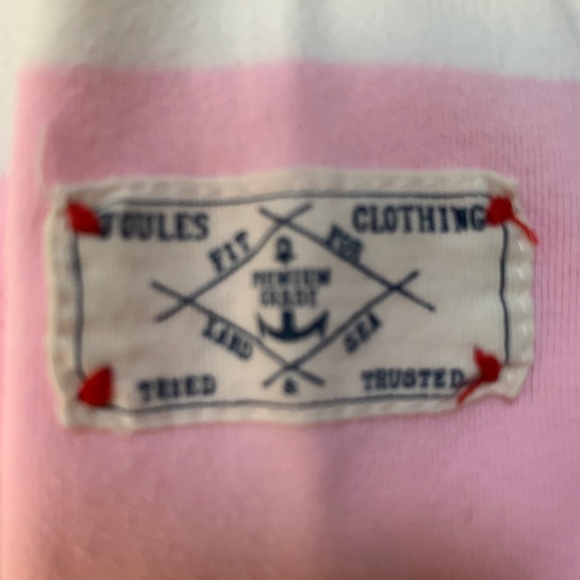 JOULES CLOTHING
FIT FOR
PREMIUM
GRADE
LAND SEA
TRIED & TRUSTED